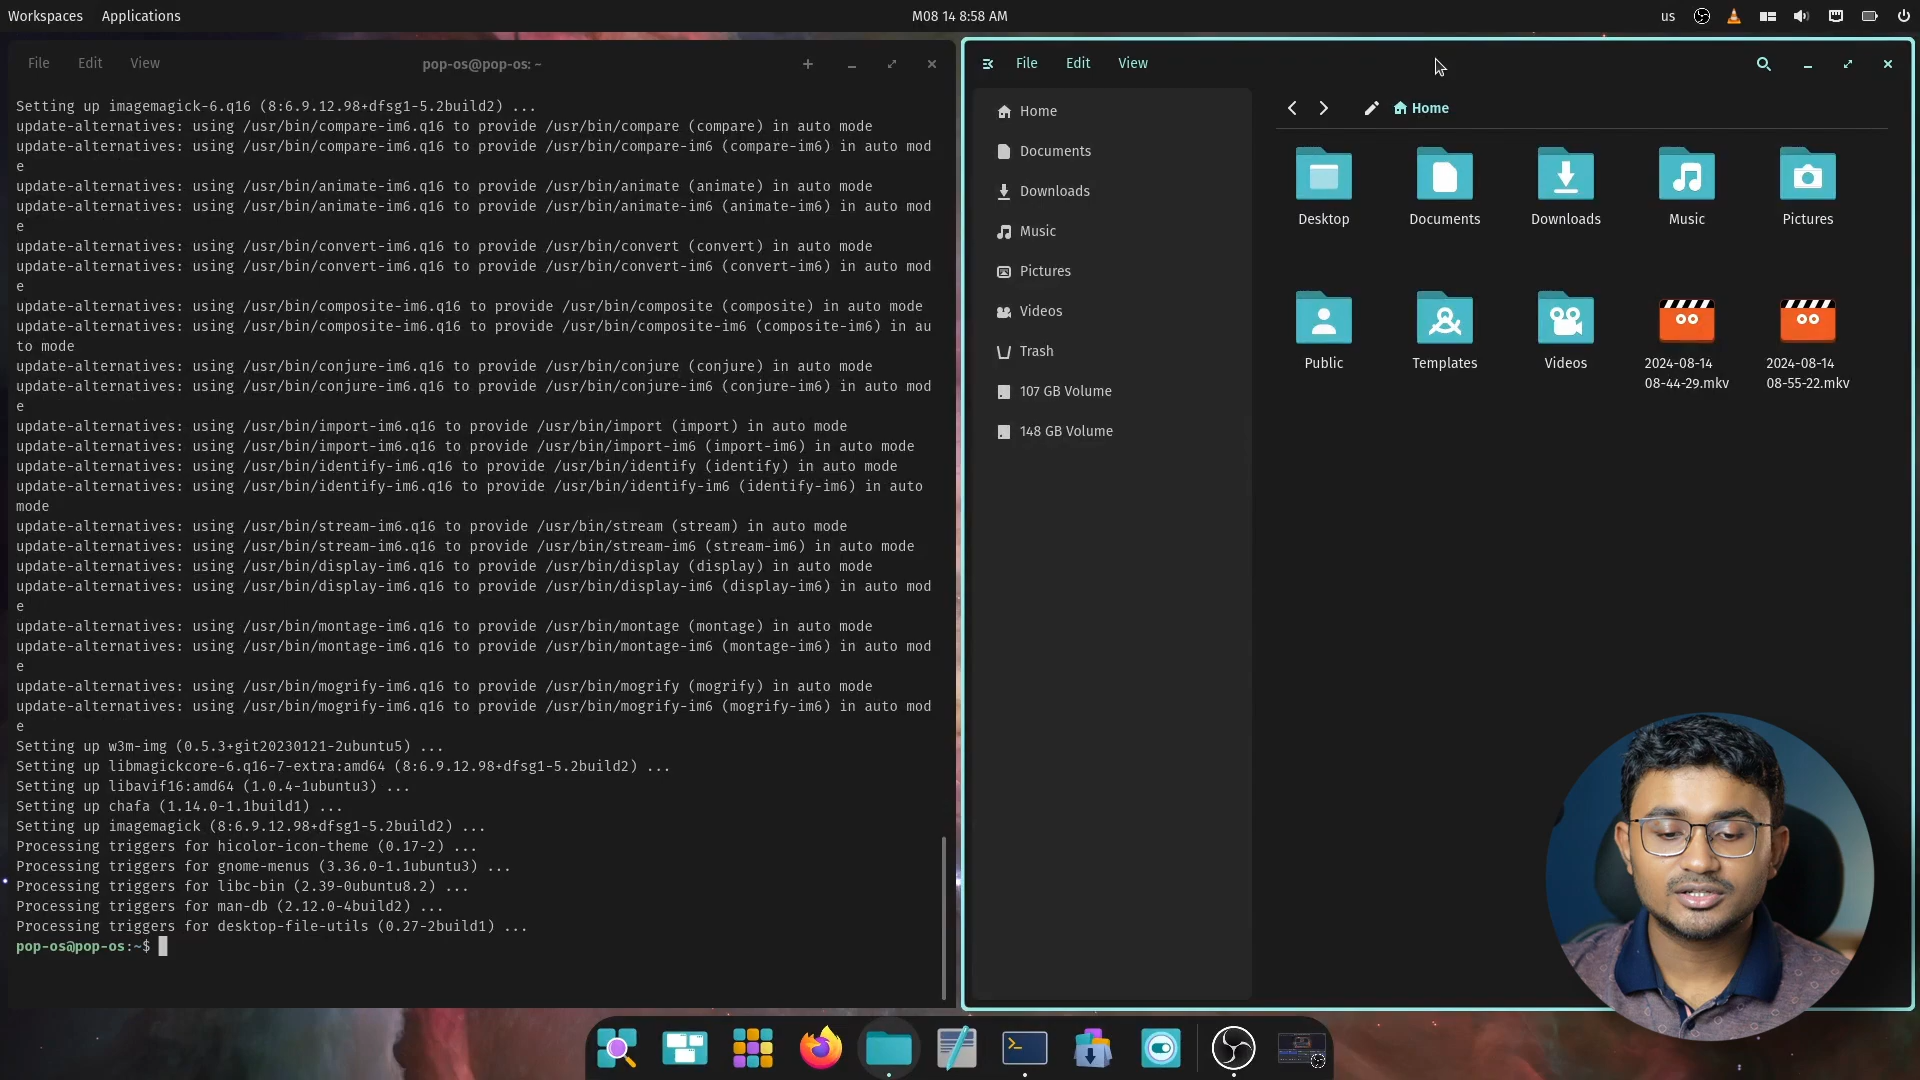 Workspaces Applications M08 14 8:58 AM us
File Edit View pop-os@pop-os: ~
Setting up imagemagick-6.q16 (8:6.9.12.98+dfsg1-5.2build2) ...
update-alternatives: using /usr/bin/compare-im6.q16 to provide /usr/bin/compare (compare) in auto mode
update-alternatives: using /usr/bin/compare-im6.q16 to provide /usr/bin/compare-im6 (compare-im6) in auto mod
e
update-alternatives: using /usr/bin/animate-im6.q16 to provide /usr/bin/animate (animate) in auto mode
update-alternatives: using /usr/bin/animate-im6.q16 to provide /usr/bin/animate-im6 (animate-im6) in auto mod
e
update-alternatives: using /usr/bin/convert-im6.q16 to provide /usr/bin/convert (convert) in auto mode
update-alternatives: using /usr/bin/convert-im6.q16 to provide /usr/bin/convert-im6 (convert-im6) in auto mod
e
update-alternatives: using /usr/bin/composite-im6.q16 to provide /usr/bin/composite (composite) in auto mode
update-alternatives: using /usr/bin/composite-im6.q16 to provide /usr/bin/composite-im6 (composite-im6) in au
to mode
update-alternatives: using /usr/bin/conjure-im6.q16 to provide /usr/bin/conjure (conjure) in auto mode
update-alternatives: using /usr/bin/conjure-im6.q16 to provide /usr/bin/conjure-im6 (conjure-im6) in auto mod
e
update-alternatives: using /usr/bin/import-im6.q16 to provide /usr/bin/import (import) in auto mode
update-alternatives: using /usr/bin/import-im6.q16 to provide /usr/bin/import-im6 (import-im6) in auto mode
update-alternatives: using /usr/bin/identify-im6.q16 to provide /usr/bin/identify (identify) in auto mode
update-alternatives: using /usr/bin/identify-im6.q16 to provide /usr/bin/identify-im6 (identify-im6) in auto
mode
update-alternatives: using /usr/bin/stream-im6.q16 to provide /usr/bin/stream (stream) in auto mode
update-alternatives: using /usr/bin/stream-im6.q16 to provide /usr/bin/stream-im6 (stream-im6) in auto mode
update-alternatives: using /usr/bin/display-im6.q16 to provide /usr/bin/display (display) in auto mode
update-alternatives: using /usr/bin/display-im6.q16 to provide /usr/bin/display-im6 (display-im6) in auto mod
e
update-alternatives: using /usr/bin/montage-im6.q16 to provide /usr/bin/montage (montage) in auto mode
update-alternatives: using /usr/bin/montage-im6.q16 to provide /usr/bin/montage-im6 (montage-im6) in auto mod
e
update-alternatives: using /usr/bin/mogrify-im6.q16 to provide /usr/bin/mogrify (mogrify) in auto mode
update-alternatives: using /usr/bin/mogrify-im6.q16 to provide /usr/bin/mogrify-im6 (mogrify-im6) in auto mod
e
Setting up w3m-img (0.5.3+git20230121-2ubuntu5) ...
Setting up libmagickcore-6.q16-7-extra:amd64 (8:6.9.12.98+dfsg1-5.2build2) ...
Setting up libavif16:amd64 (1.0.4-1ubuntu3) ...
Setting up chafa (1.14.0-1.1build1) ...
Setting up imagemagick (8:6.9.12.98+dfsg1-5.2build2) ...
Processing triggers for hicolor-icon-theme (0.17-2) ...
Processing triggers for gnome-menus (3.36.0-1.1ubuntu3) ...
Processing triggers for libc-bin (2.39-0ubuntu8.2) ...
Processing triggers for man-db (2.12.0-4build2) ...
Processing triggers for desktop-file-utils (0.27-2build1) ...
pop-os@pop-os:~$
File Edit View
Home
Documents
Downloads
Music
Pictures
Videos
Trash
107 GB Volume
148 GB Volume
Home
Desktop Documents Downloads Music Pictures
Public Templates Videos 2024-08-14 2024-08-14
08-44-29.mkv 08-55-22.mkv